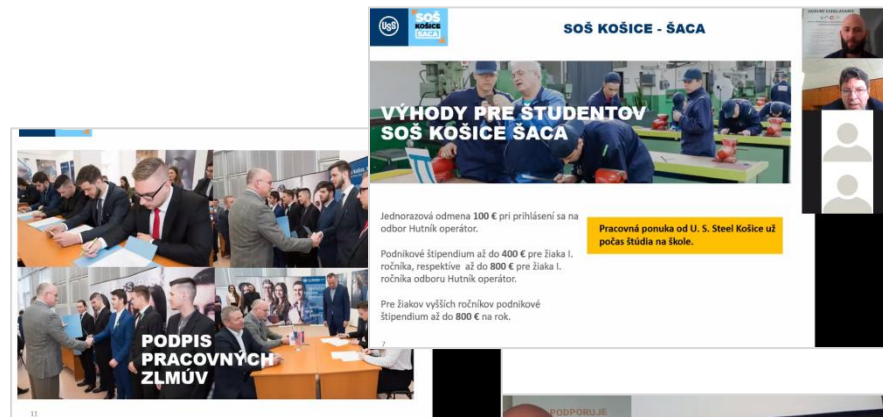 USS
SOŠ
KOŠICE
ŠACA
SOŠ KOŠICE - ŠACA
VÝHODY PRE ŠTUDENTOV
SOŠ KOŠICE ŠACA
Jednorazová odmena 100 € pri prihlásení sa na
odbor Hutník operátor.
Podnikové štipendium až do 400 € pre žiaka I.
ročníka, respektíve až do 800 € pre žiaka I.
ročníka odboru Hutník operátor.
Pre žiakov vyšších ročníkov podnikové
štipendium až do 800 € na rok.
Pracovná ponuka od U. S. Steel Košice už
počas štúdia na škole.
7
PODPIS
PRACOVNÝCH
ZLMÚV
11
PODPORUJE